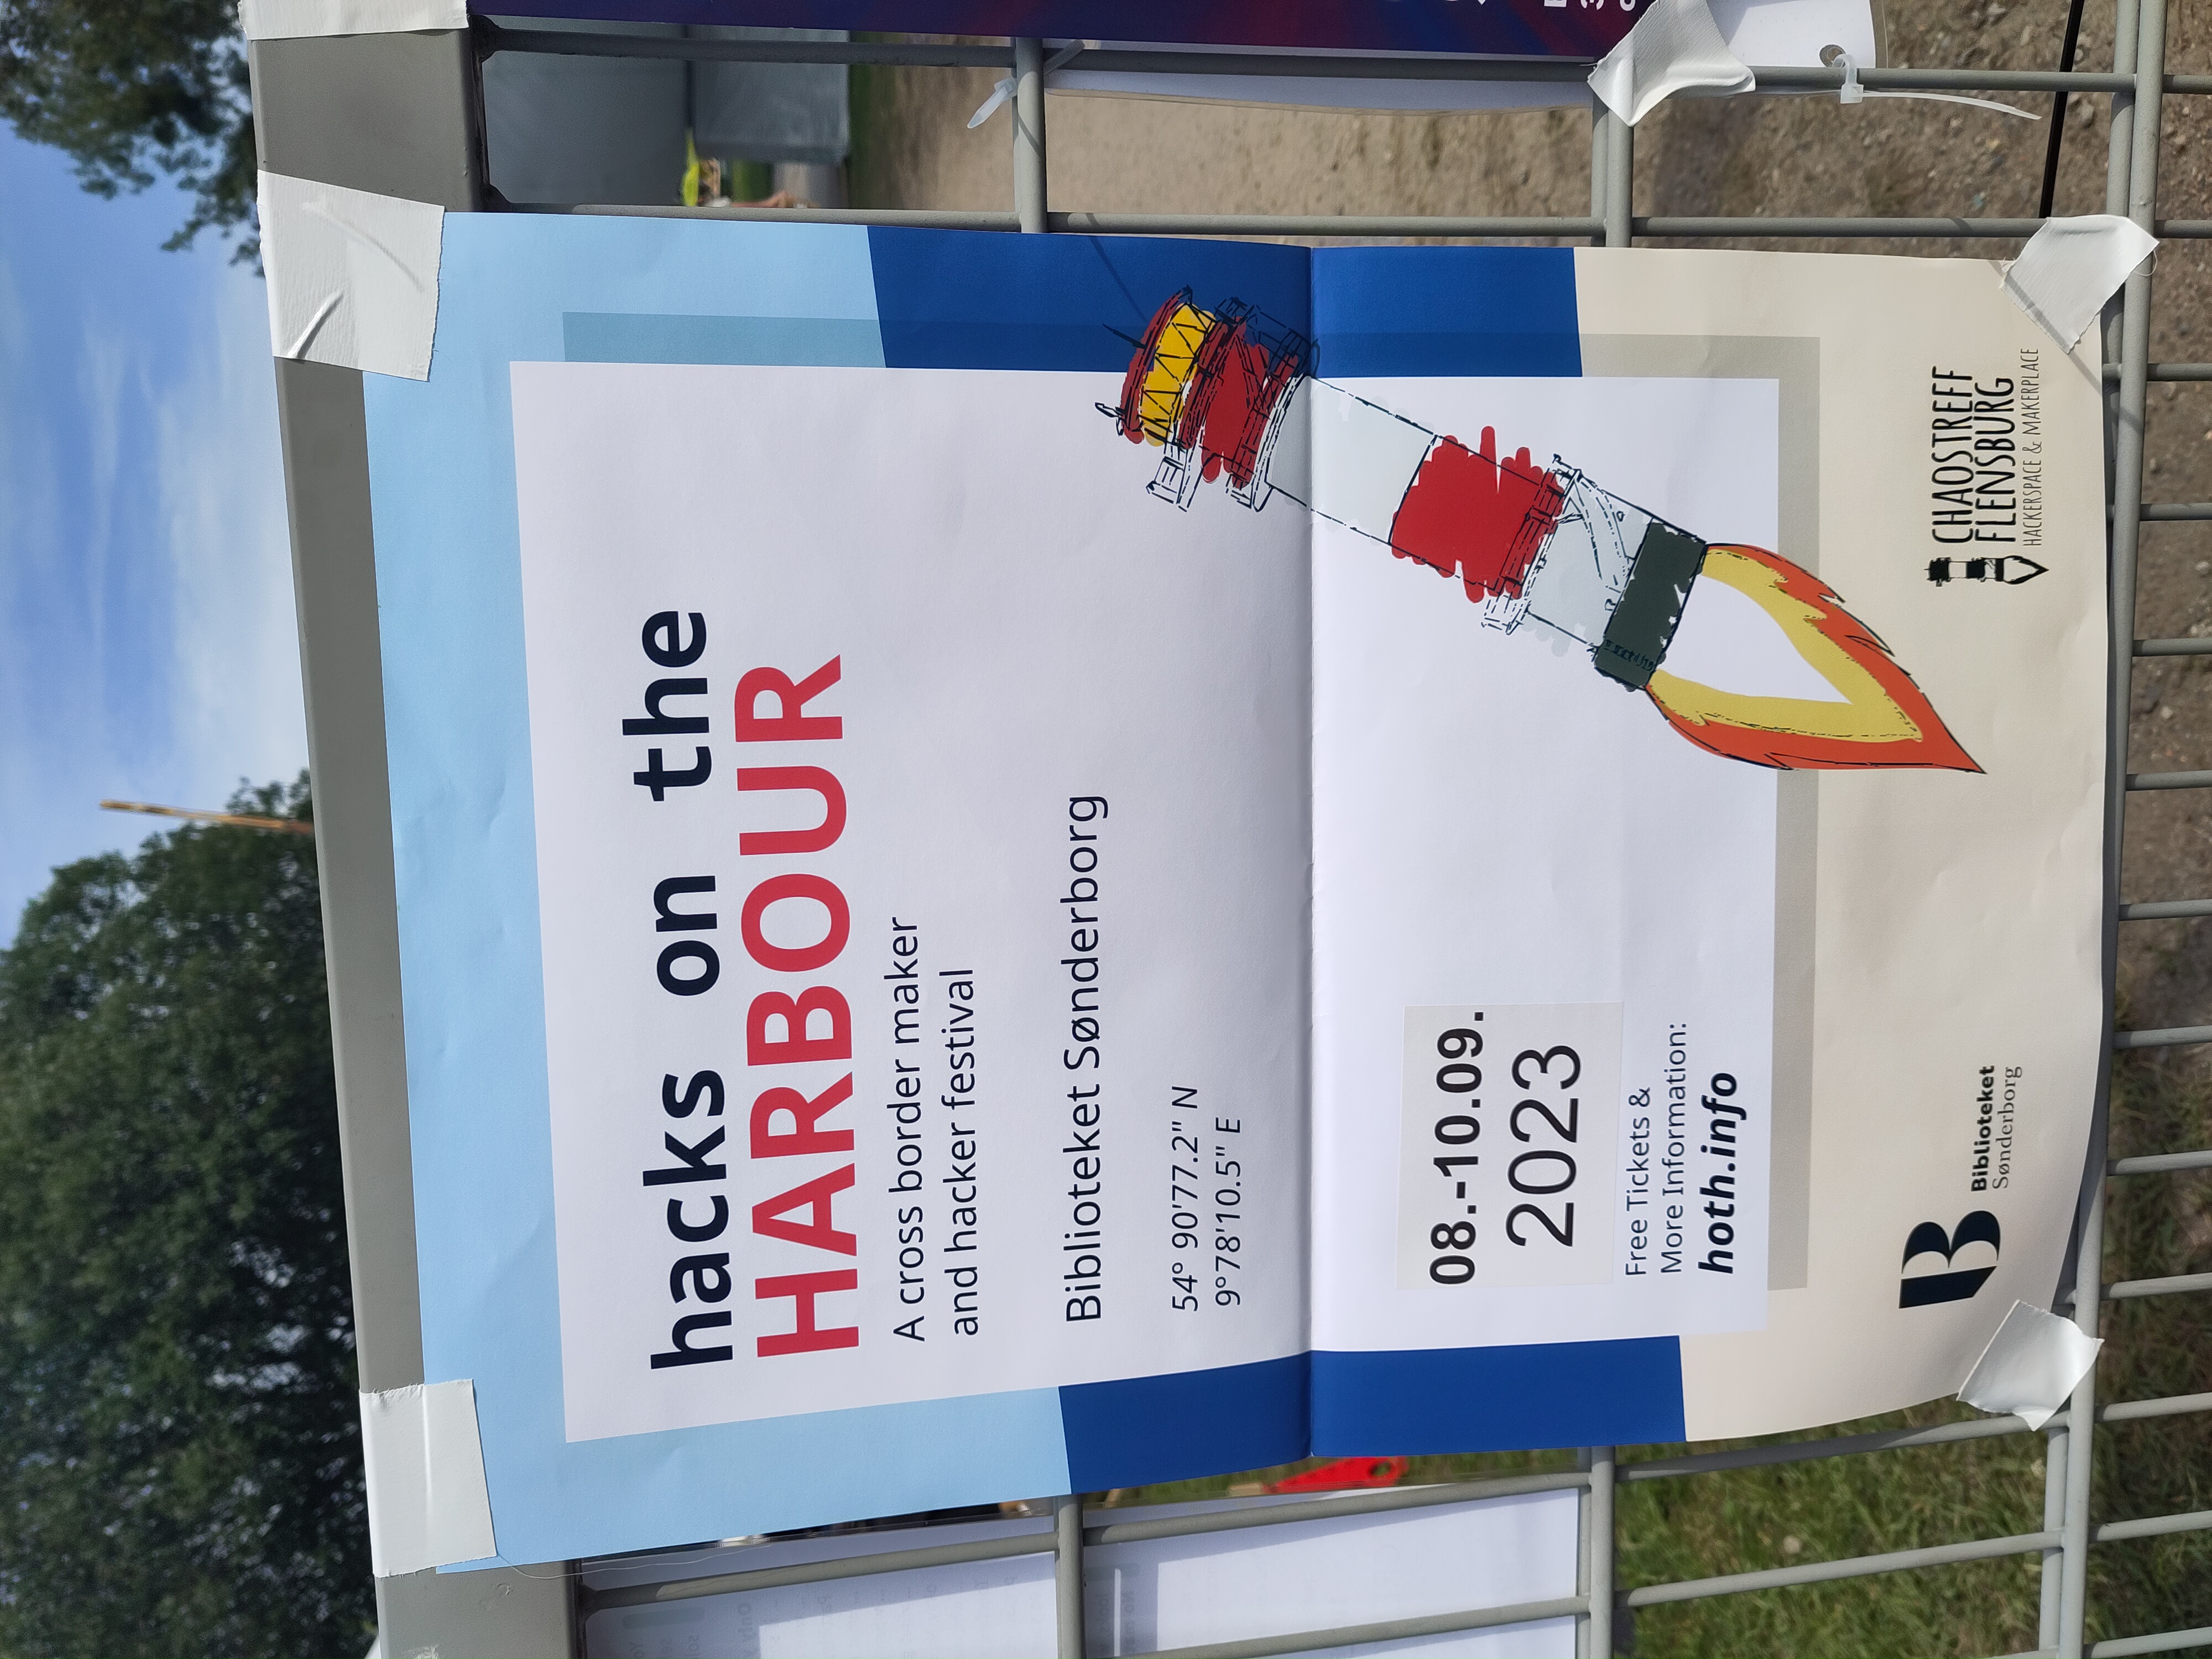 hacks on the
HARBOUR
A cross border maker
and hacker festival
Biblioteket Sønderborg
54° 90'77.2" N
9°78'10.5" E
08.-10.09.
2023
Free Tickets &
More Information:
hoth.info
Biblioteket
Sønderborg
CHAOSTREFF
FLENSBURG
HACKERSPACE & MAKERPLACE